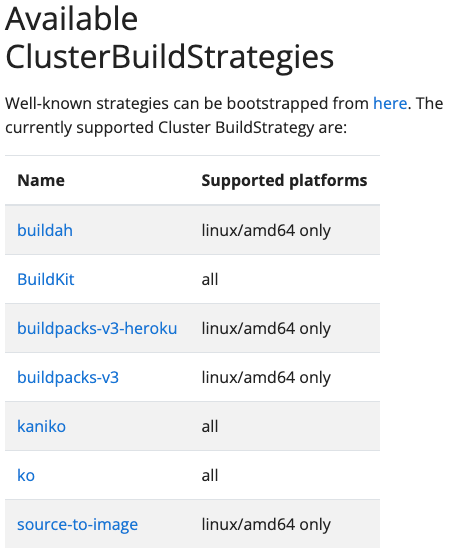 Available
ClusterBuildStrategies
Well-known strategies can be bootstrapped from here. The
currently supported Cluster BuildStrategy are:
Name Supported platforms
buildah linux/amd64 only
BuildKit all
buildpacks-v3-heroku linux/amd64 only
buildpacks-v3 linux/amd64 only
kaniko all
ko all
source-to-image linux/amd64 only